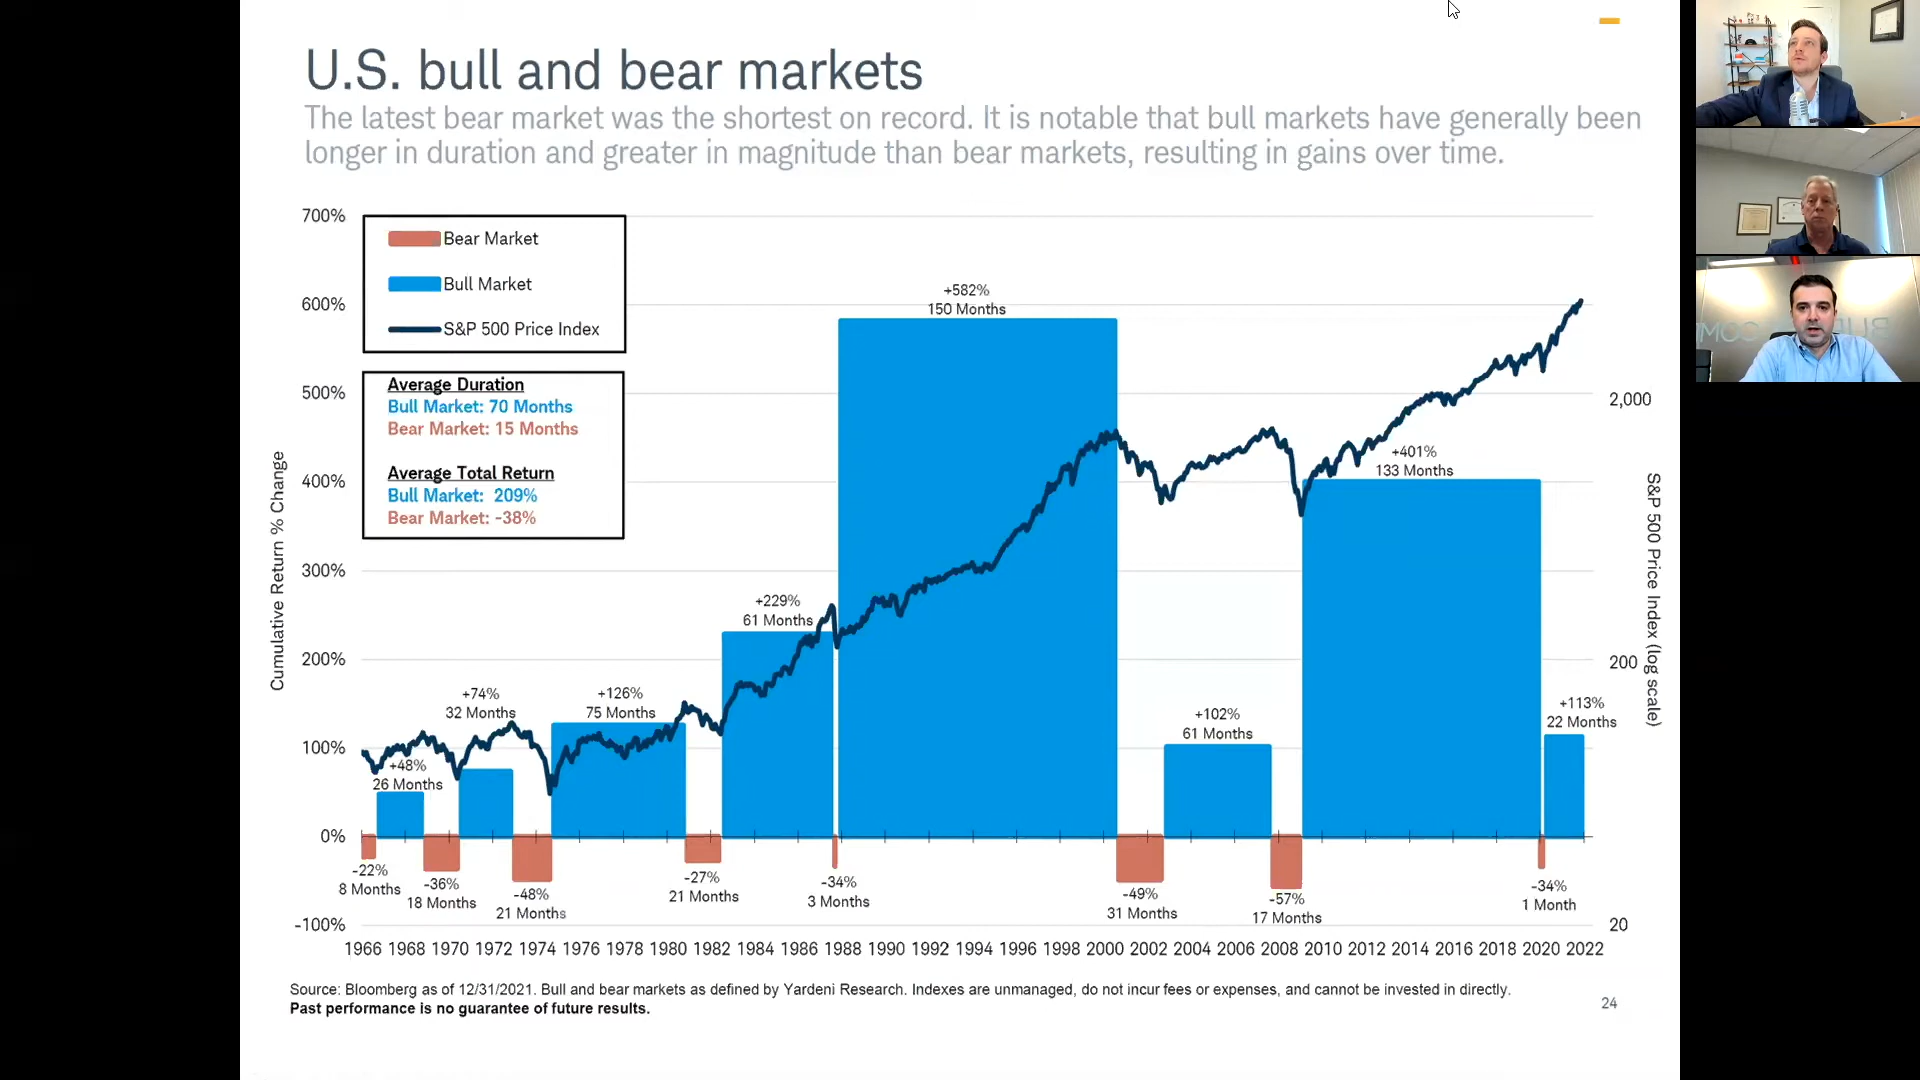 U.S. bull and bear markets
The latest bear market was the shortest on record. It is notable that bull markets have generally been
longer in duration and greater in magnitude than bear markets, resulting in gains over time.
700%
600%
500%
400%
300%
200%
100%
0%
-100%
Cumulative Return % Change
Bear Market
Bull Market
S&P 500 Price Index
Average Duration
Bull Market: 70 Months
Bear Market: 15 Months
Average Total Return
Bull Market: 209%
Bear Market: -38%
+48%
26 Months
+74%
32 Months
+126%
75 Months
+229%
61 Months
+582%
150 Months
+102%
61 Months
+401%
133 Months
+113%
22 Months
-22%
8 Months
-36%
18 Months
-48%
21 Months
-27%
21 Months
-34%
3 Months
-49%
31 Months
-57%
17 Months
-34%
1 Month
2,000
200
20
S&P 500 Price Index (log scale)
1966 1968 1970 1972 1974 1976 1978 1980 1982 1984 1986 1988 1990 1992 1994 1996 1998 2000 2002 2004 2006 2008 2010 2012 2014 2016 2018 2020 2022
Source: Bloomberg as of 12/31/2021. Bull and bear markets as defined by Yardeni Research. Indexes are unmanaged, do not incur fees or expenses, and cannot be invested in directly.
Past performance is no guarantee of future results.
24